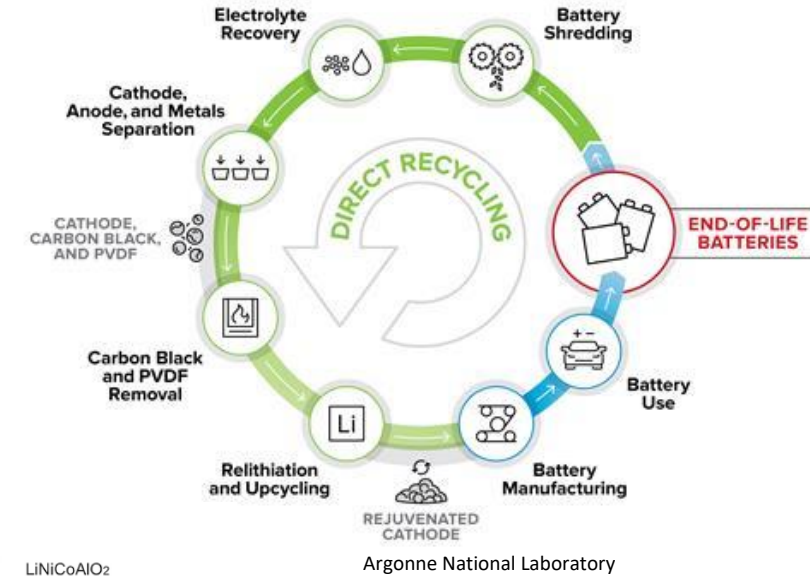 Electrolyte
Recovery
Battery
Shredding
Cathode,
Anode, and Metals
Separation
DIRECT RECYCLING
CATHODE,
CARBON BLACK,
AND PVDF
END-OF-LIFE
BATTERIES
Carbon Black
and PVDF
Removal
+ −
Battery
Use
Li
Relithiation
and Upcycling
Battery
Manufacturing
REJUVENATED
CATHODE
LiNiCoAlO2
Argonne National Laboratory